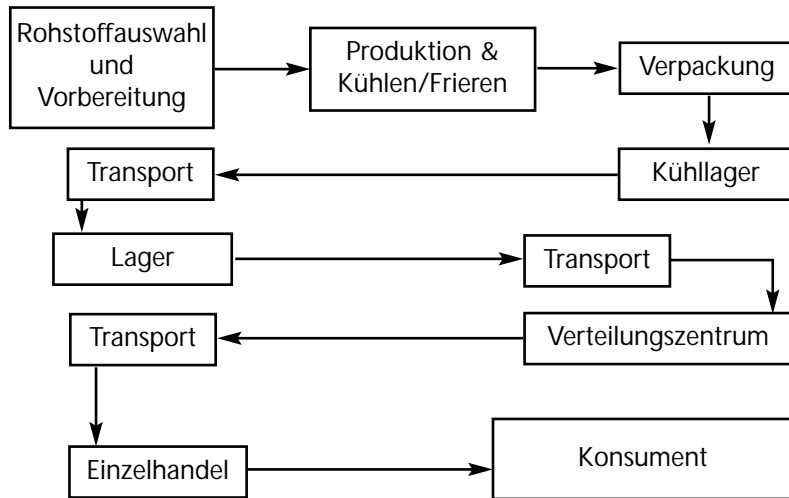 Rohstoffauswahl
und
Vorbereitung
Produktion &
Kühlen/Frieren
Verpackung
Kühllager
Transport
Lager
Transport
Verteilungszentrum
Transport
Einzelhandel
Konsument